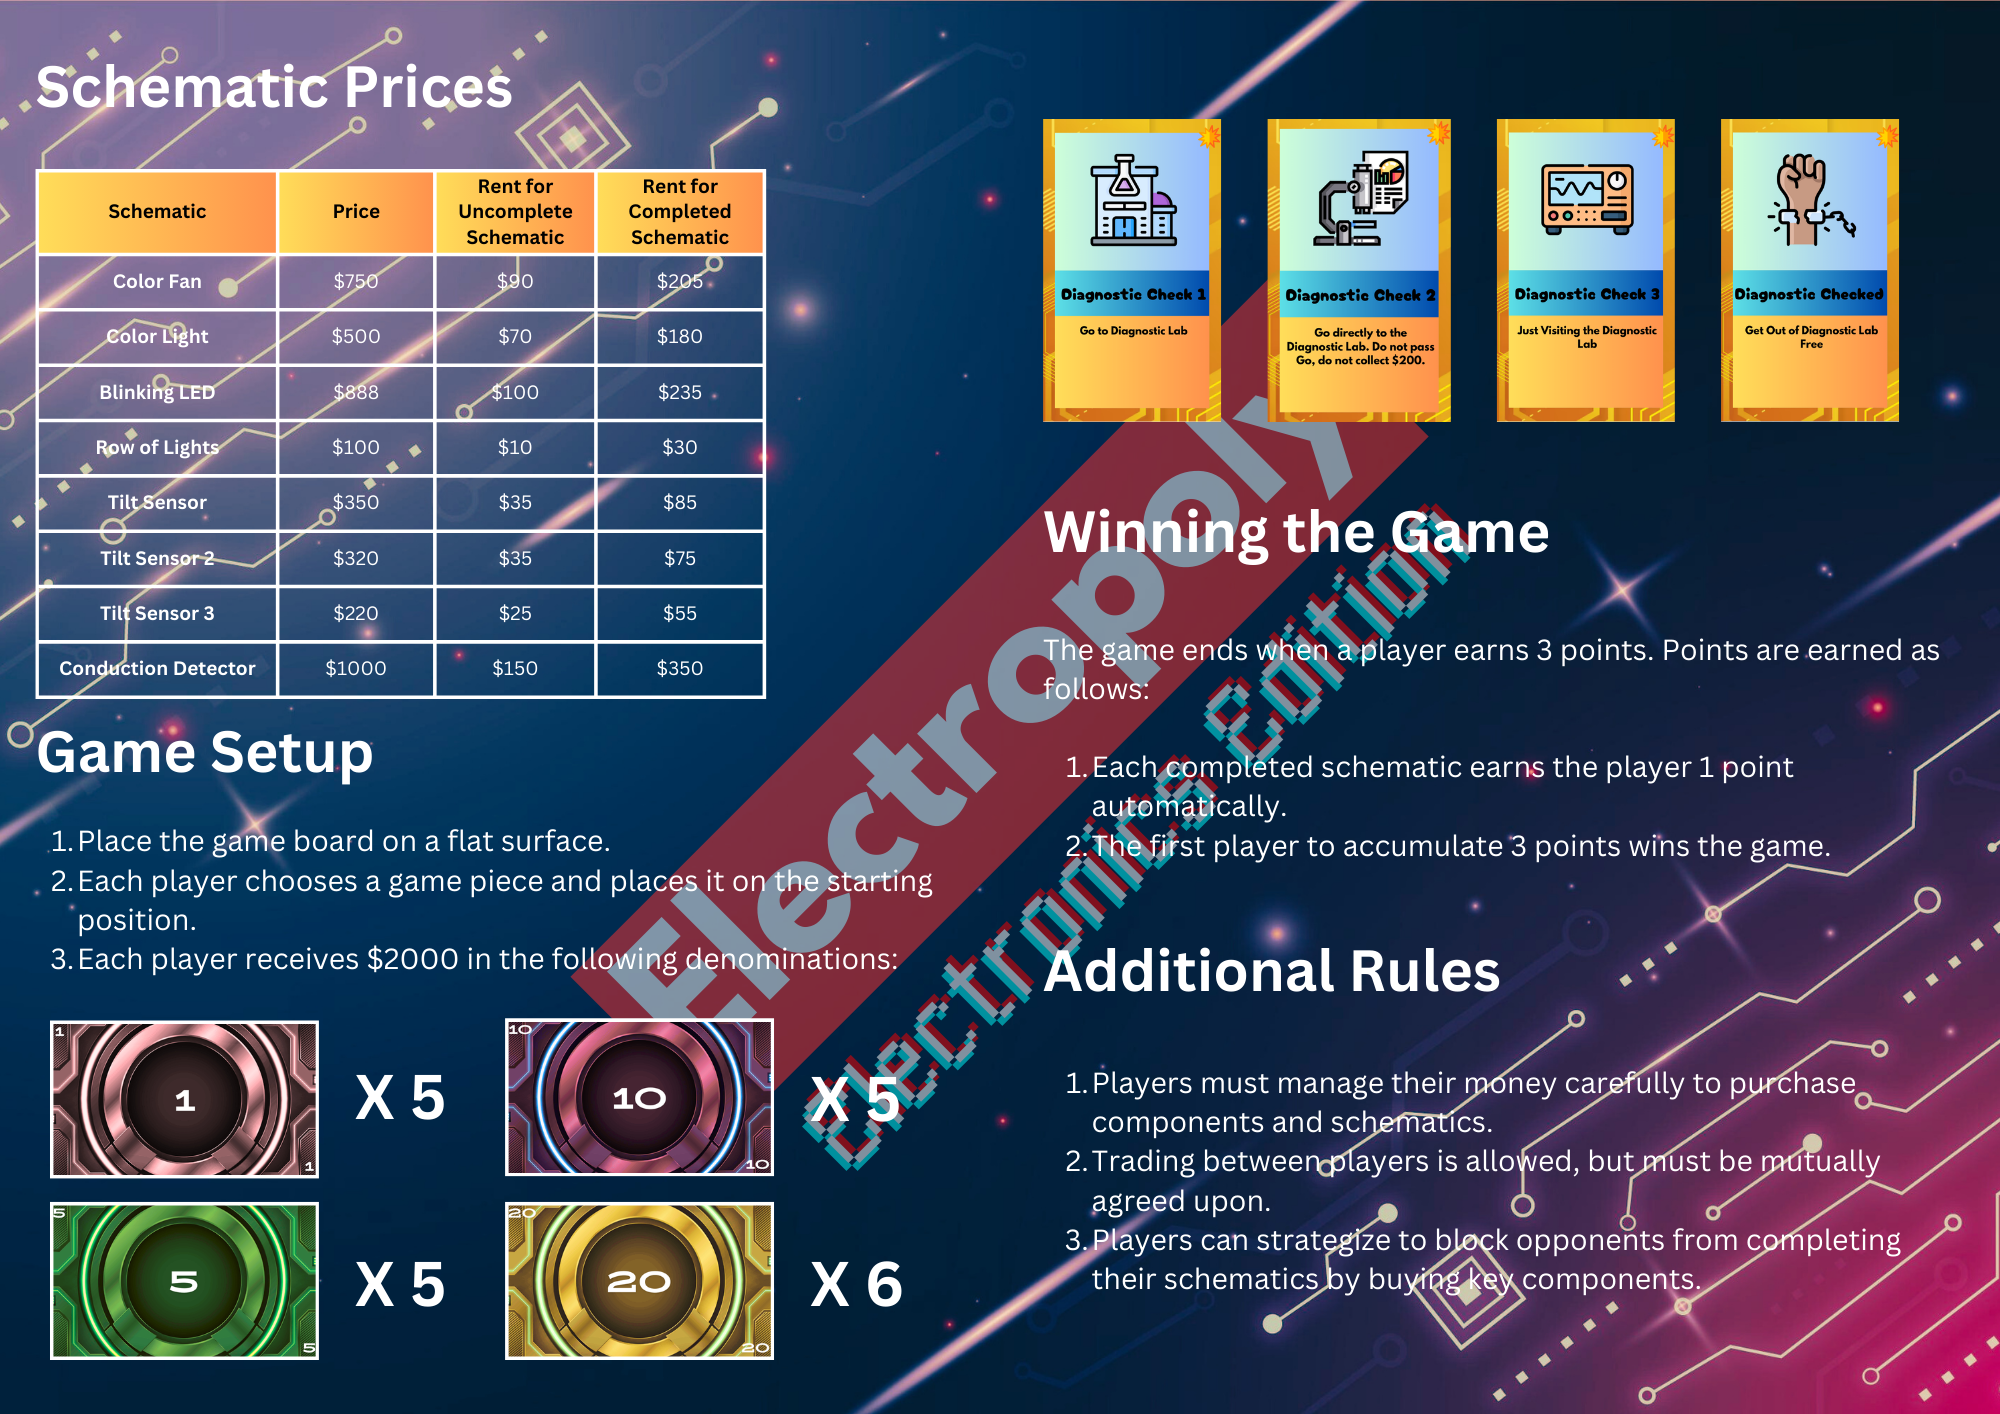 Schematic Prices
Schematic
Price
Rent for
Uncomplete
Schematic
Rent for
Completed
Schematic
Color Fan
$750
$90
$205
Color Light
$500
$70
$180
Blinking LED
$888
$100
$235
Row of Lights
$100
$10
$30
Tilt Sensor
$350
$35
$85
Tilt Sensor 2
$320
$35
$75
Tilt Sensor 3
$220
$25
$55
Conduction Detector
$1000
$150
$350
Game Setup
1. Place the game board on a flat surface.
2. Each player chooses a game piece and places it on the starting
position.
3. Each player receives $2000 in the following denominations:
1
1
1
X 5
10
10
10
X 5
5
5
5
X 5
20
20
20
X 6
Electropoly
electronics edition
Diagnostic Check 1
Go to Diagnostic Lab
Diagnostic Check 2
Go directly to the
Diagnostic Lab. Do not pass
Go, do not collect $200.
Diagnostic Check 3
Just Visiting the Diagnostic
Lab
Diagnostic Checked
Get Out of Diagnostic Lab
Free
Winning the Game
The game ends when a player earns 3 points. Points are earned as
follows:
1. Each completed schematic earns the player 1 point
automatically.
2. The first player to accumulate 3 points wins the game.
Additional Rules
1. Players must manage their money carefully to purchase
components and schematics.
2. Trading between players is allowed, but must be mutually
agreed upon.
3. Players can strategize to block opponents from completing
their schematics by buying key components.